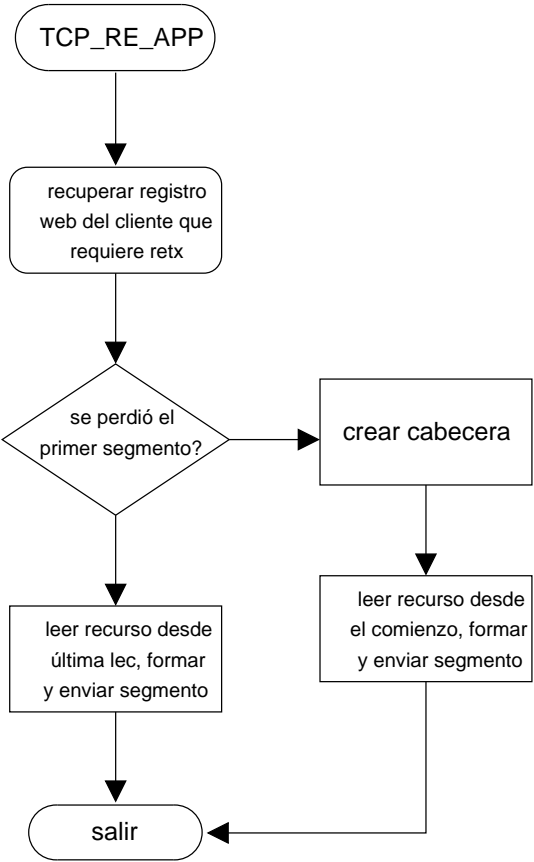 TCP_RE_APP
recuperar registro
web del cliente que
requiere retx
se perdió el
primer segmento?
crear cabecera
leer recurso desde
última lec, formar
y enviar segmento
leer recurso desde
el comienzo, formar
y enviar segmento
salir